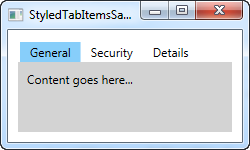 StyledTabItemsSa...
General Security Details
Content goes here...